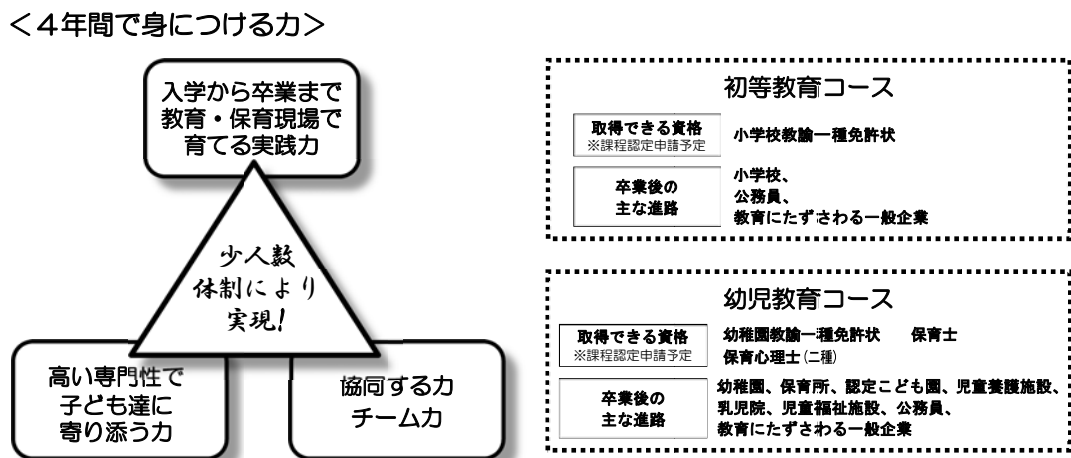 ＜４年間で身につける力＞
入学から卒業まで
教育・保育現場で
育てる実践力
少人数
体制により
実現！
高い専門性で
子ども達に
寄り添う力
協同する力
チーム力
初等教育コース
取得できる資格
※課程認定申請予定
小学校教諭一種免許状
卒業後の
主な進路
小学校、
公務員、
教育にたずさわる一般企業
幼児教育コース
取得できる資格
※課程認定申請予定
幼稚園教諭一種免許状　保育士
保育心理士(二種)
卒業後の
主な進路
幼稚園、保育所、認定こども園、児童養護施設、
乳児院、児童福祉施設、公務員、
教育にたずさわる一般企業